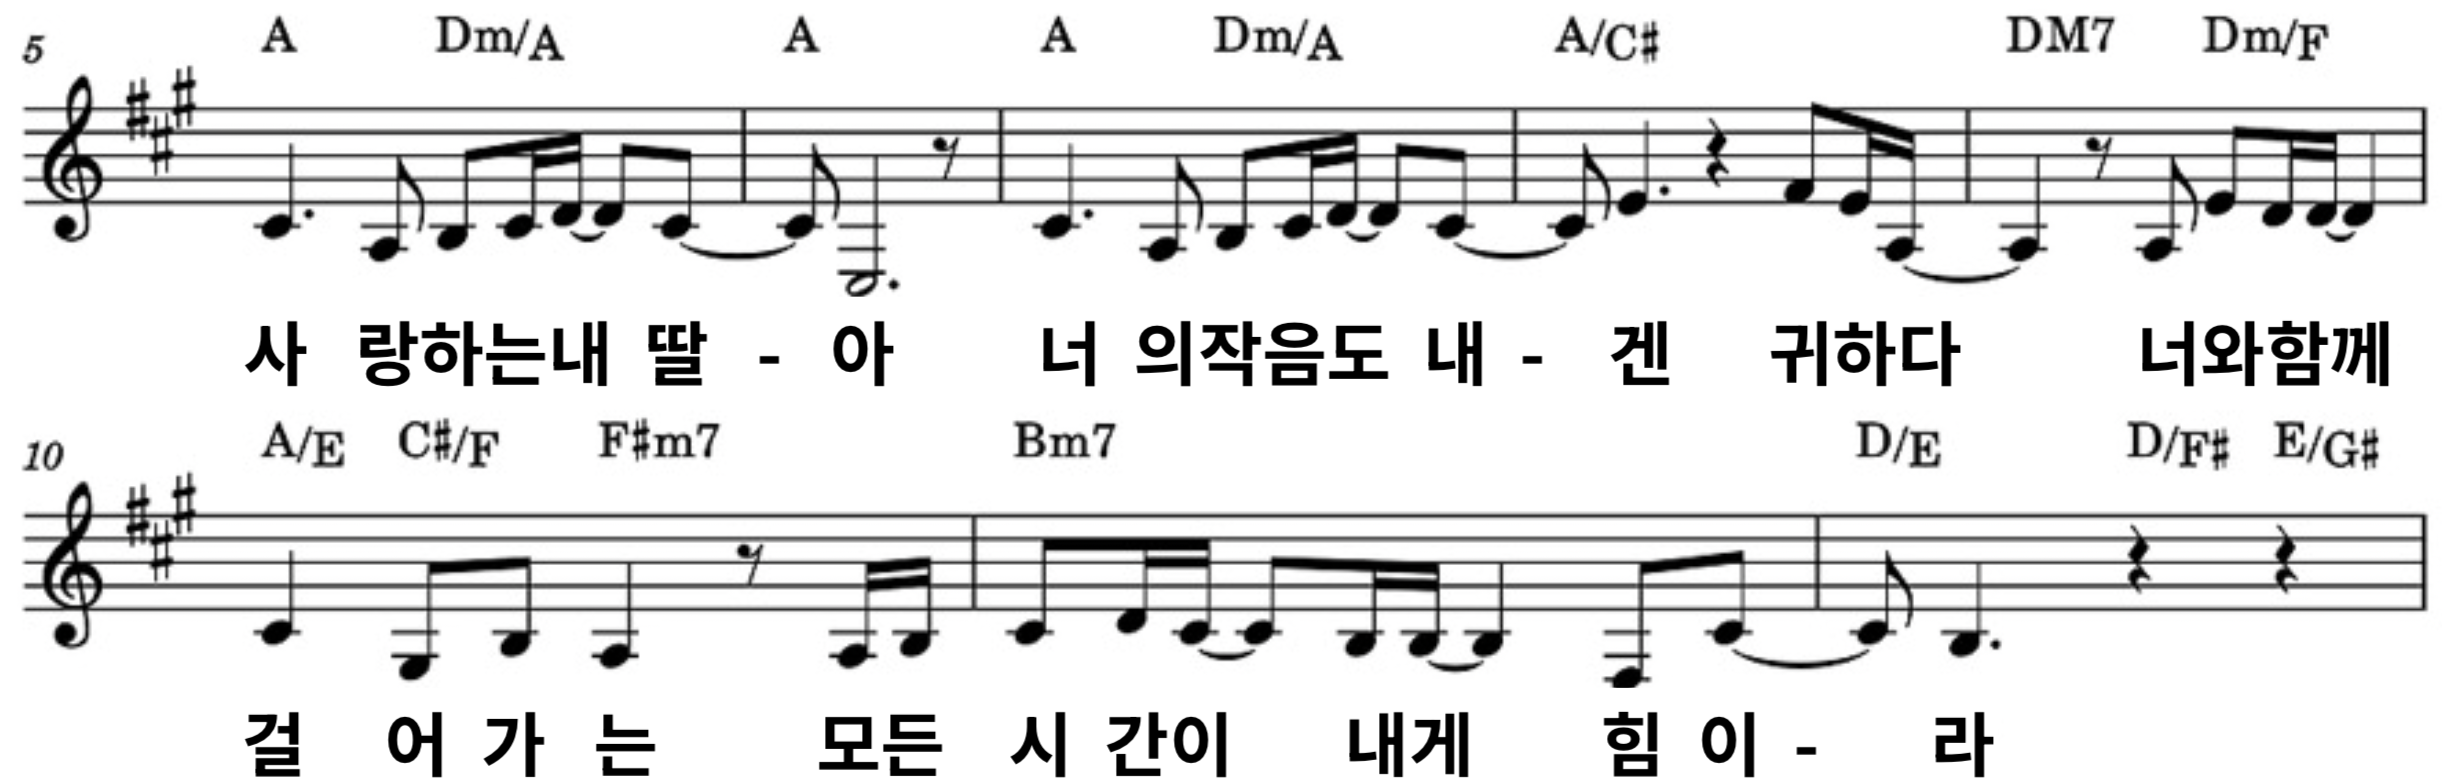 5 A Dm/A A A Dm/A A/C# DM7 Dm/F
사 랑하는내 딸 - 아 너 의작음도 내 - 겐 귀하다 너와함께
10 A/E C#/F F#m7 Bm7 D/E D/F# E/G#
걸 어 가 는 모든 시 간이 내게 힘 이 - 라